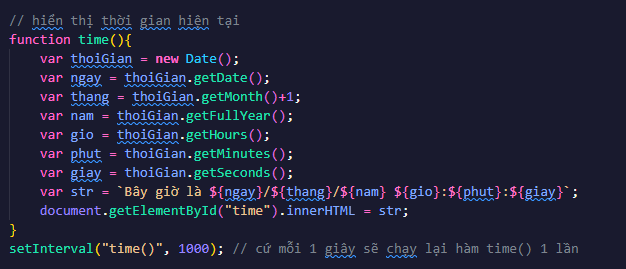 // hiển thị thời gian hiện tại
function time(){
var thoiGian = new Date();
var ngay = thoiGian.getDate();
var thang = thoiGian.getMonth()+1;
var nam = thoiGian.getFullYear();
var gio = thoiGian.getHours();
var phut = thoiGian.getMinutes();
var giay = thoiGian.getSeconds();
var str = `Bây giờ là ${ngay}/${thang}/${nam} ${gio}:${phut}:${giay}`;
document.getElementById("time").innerHTML = str;
}
setInterval("time()", 1000); // cứ mỗi 1 giây sẽ chạy lại hàm time() 1 lần